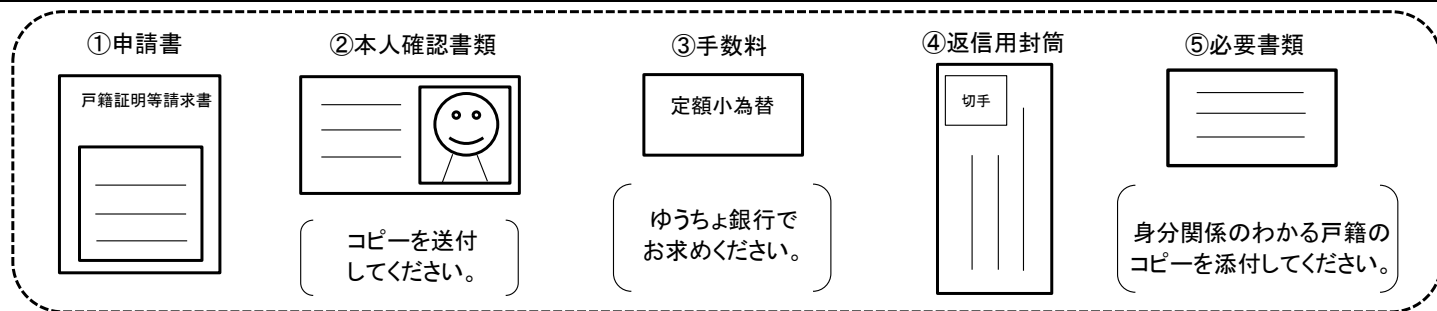 ①申請書
戸籍証明等請求書
②本人確認書類
コピーを送付
してください。
③手数料
定額小為替
ゆうちょ銀行で
お求めください。
④返信用封筒
切手
⑤必要書類
身分関係のわかる戸籍の
コピーを添付してください。